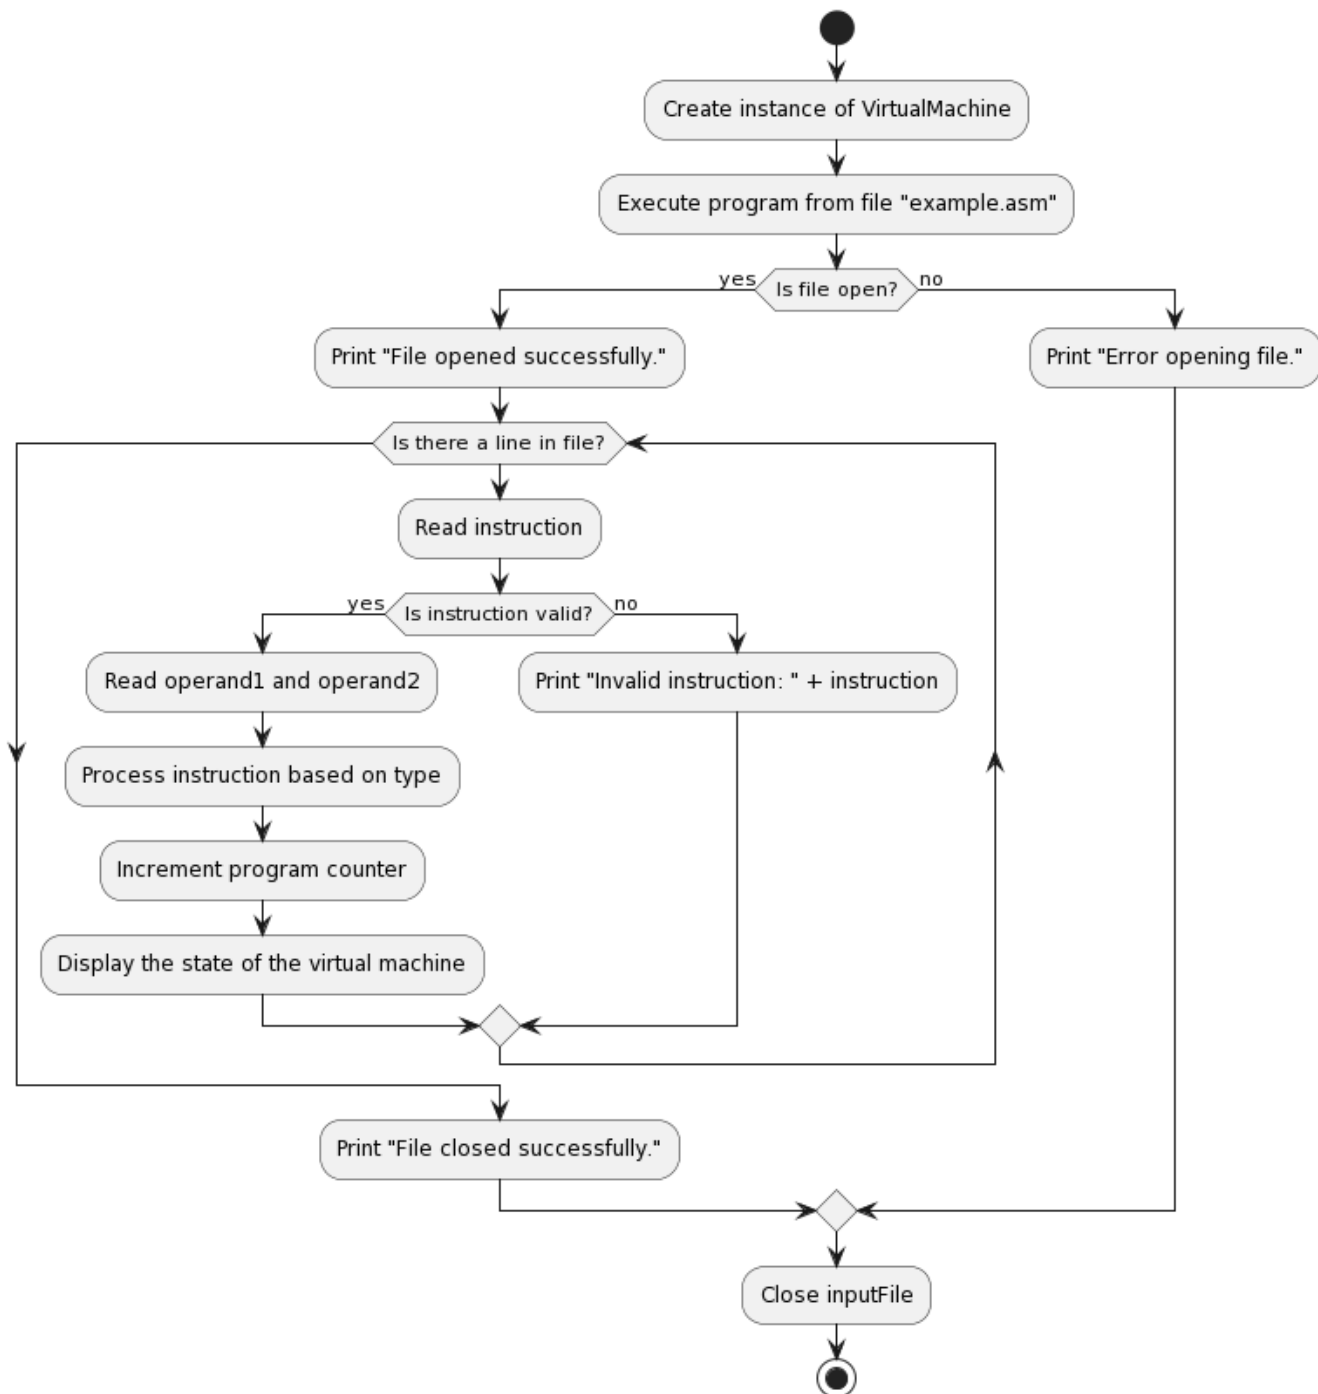 Create instance of VirtualMachine
Execute program from file "example.asm"
yes
Is file open?
no
Print "File opened successfully."
Print "Error opening file."
Is there a line in file?
Read instruction
yes
Is instruction valid?
no
Read operand1 and operand2
Print "Invalid instruction: " + instruction
Process instruction based on type
Increment program counter
Display the state of the virtual machine
Print "File closed successfully."
Close inputFile